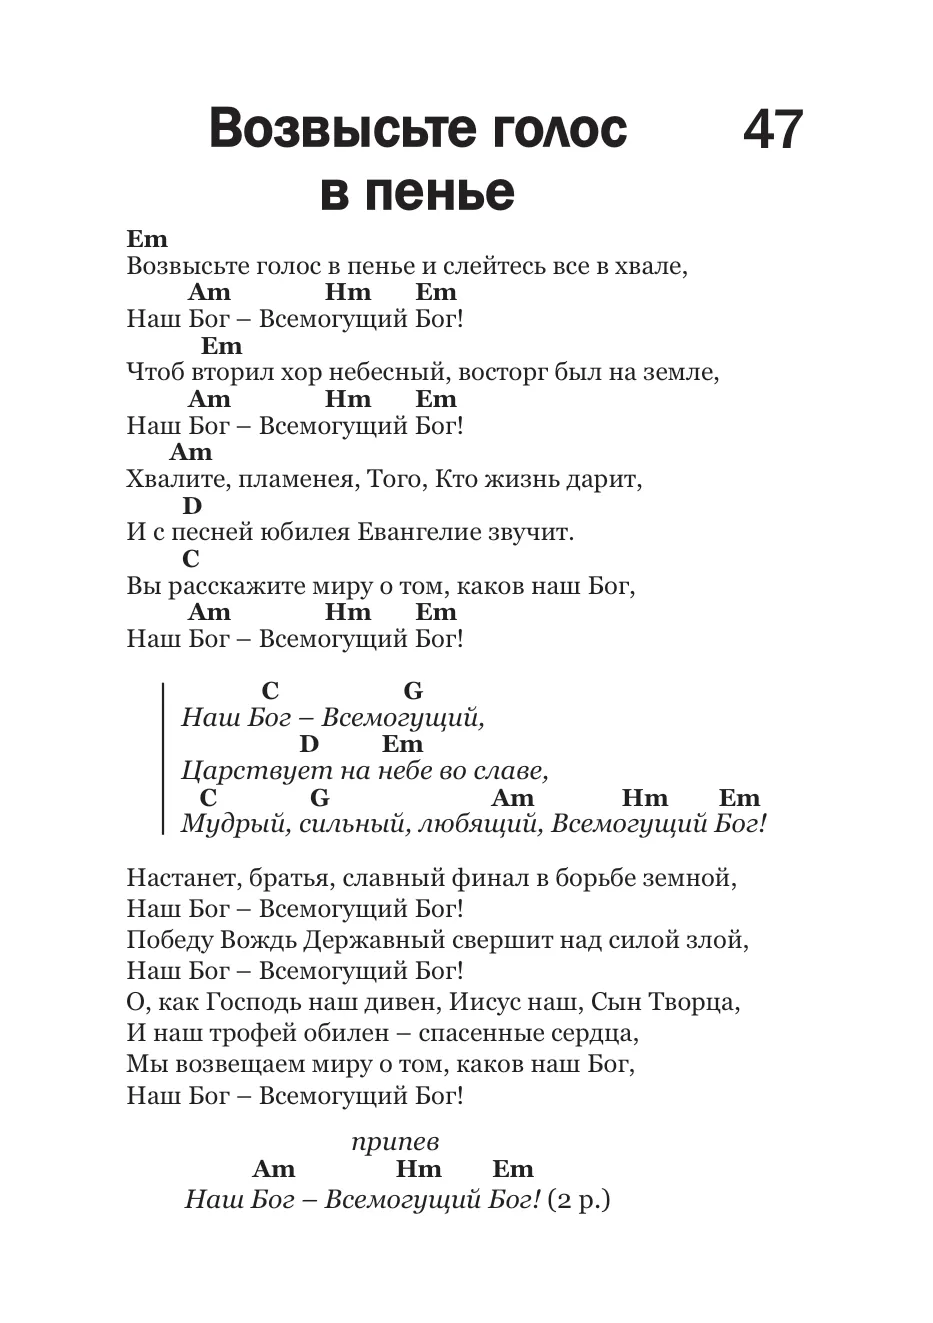 Возвысьте голос 47
в пенье
Em
Возвысьте голос в пенье и слейтесь все в хвале,
Am Hm Em
Наш Бог – Всемогущий Бог!
Em
Чтоб вторил хор небесный, восторг был на земле,
Am Hm Em
Наш Бог – Всемогущий Бог!
Am
Хвалите, пламенея, Того, Кто жизнь дарит,
D
И с песней юбилея Евангелие звучит.
C
Вы расскажите миру о том, каков наш Бог,
Am Hm Em
Наш Бог – Всемогущий Бог!
C G
Наш Бог – Всемогущий,
D Em
Царствует на небе во славе,
C G Am Hm Em
Мудрый, сильный, любящий, Всемогущий Бог!
Настанет, братья, славный финал в борьбе земной,
Наш Бог – Всемогущий Бог!
Победу Вождь Державный свершит над силой злой,
Наш Бог – Всемогущий Бог!
О, как Господь наш дивен, Иисус наш, Сын Творца,
И наш трофей обилен – спасенные сердца,
Мы возвещаем миру о том, каков наш Бог,
Наш Бог – Всемогущий Бог!
припев
Am Hm Em
Наш Бог – Всемогущий Бог! (2 р.)